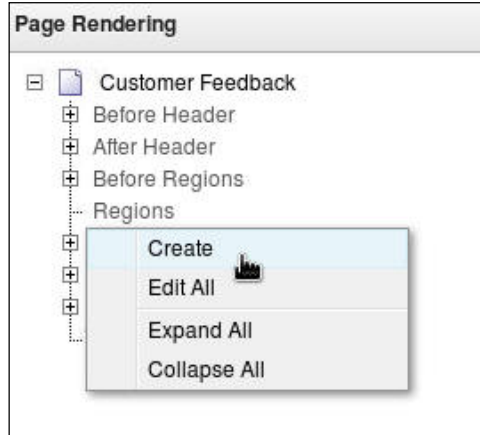 Page Rendering
Customer Feedback
Before Header
After Header
Before Regions
Regions
Create
Edit All
Expand All
Collapse All